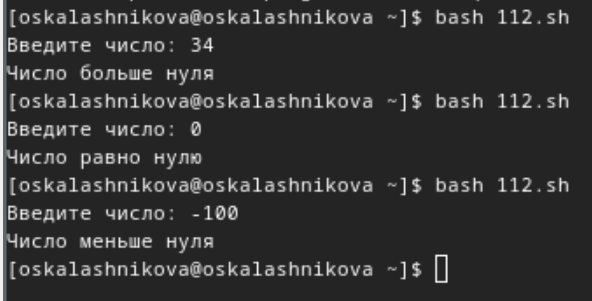 [oskalashnikova@oskalashnikova ~]$ bash 112.sh
Введите число: 34
Число больше нуля
[oskalashnikova@oskalashnikova ~]$ bash 112.sh
Введите число: 0
Число равно нулю
[oskalashnikova@oskalashnikova ~]$ bash 112.sh
Введите число: -100
Число меньше нуля
[oskalashnikova@oskalashnikova ~]$